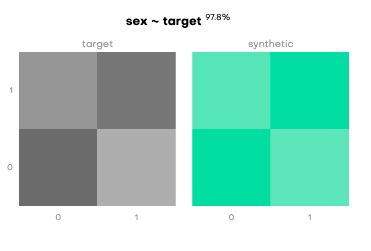 sex ~ target 97.8%
target synthetic
1
0
0 1 0 1